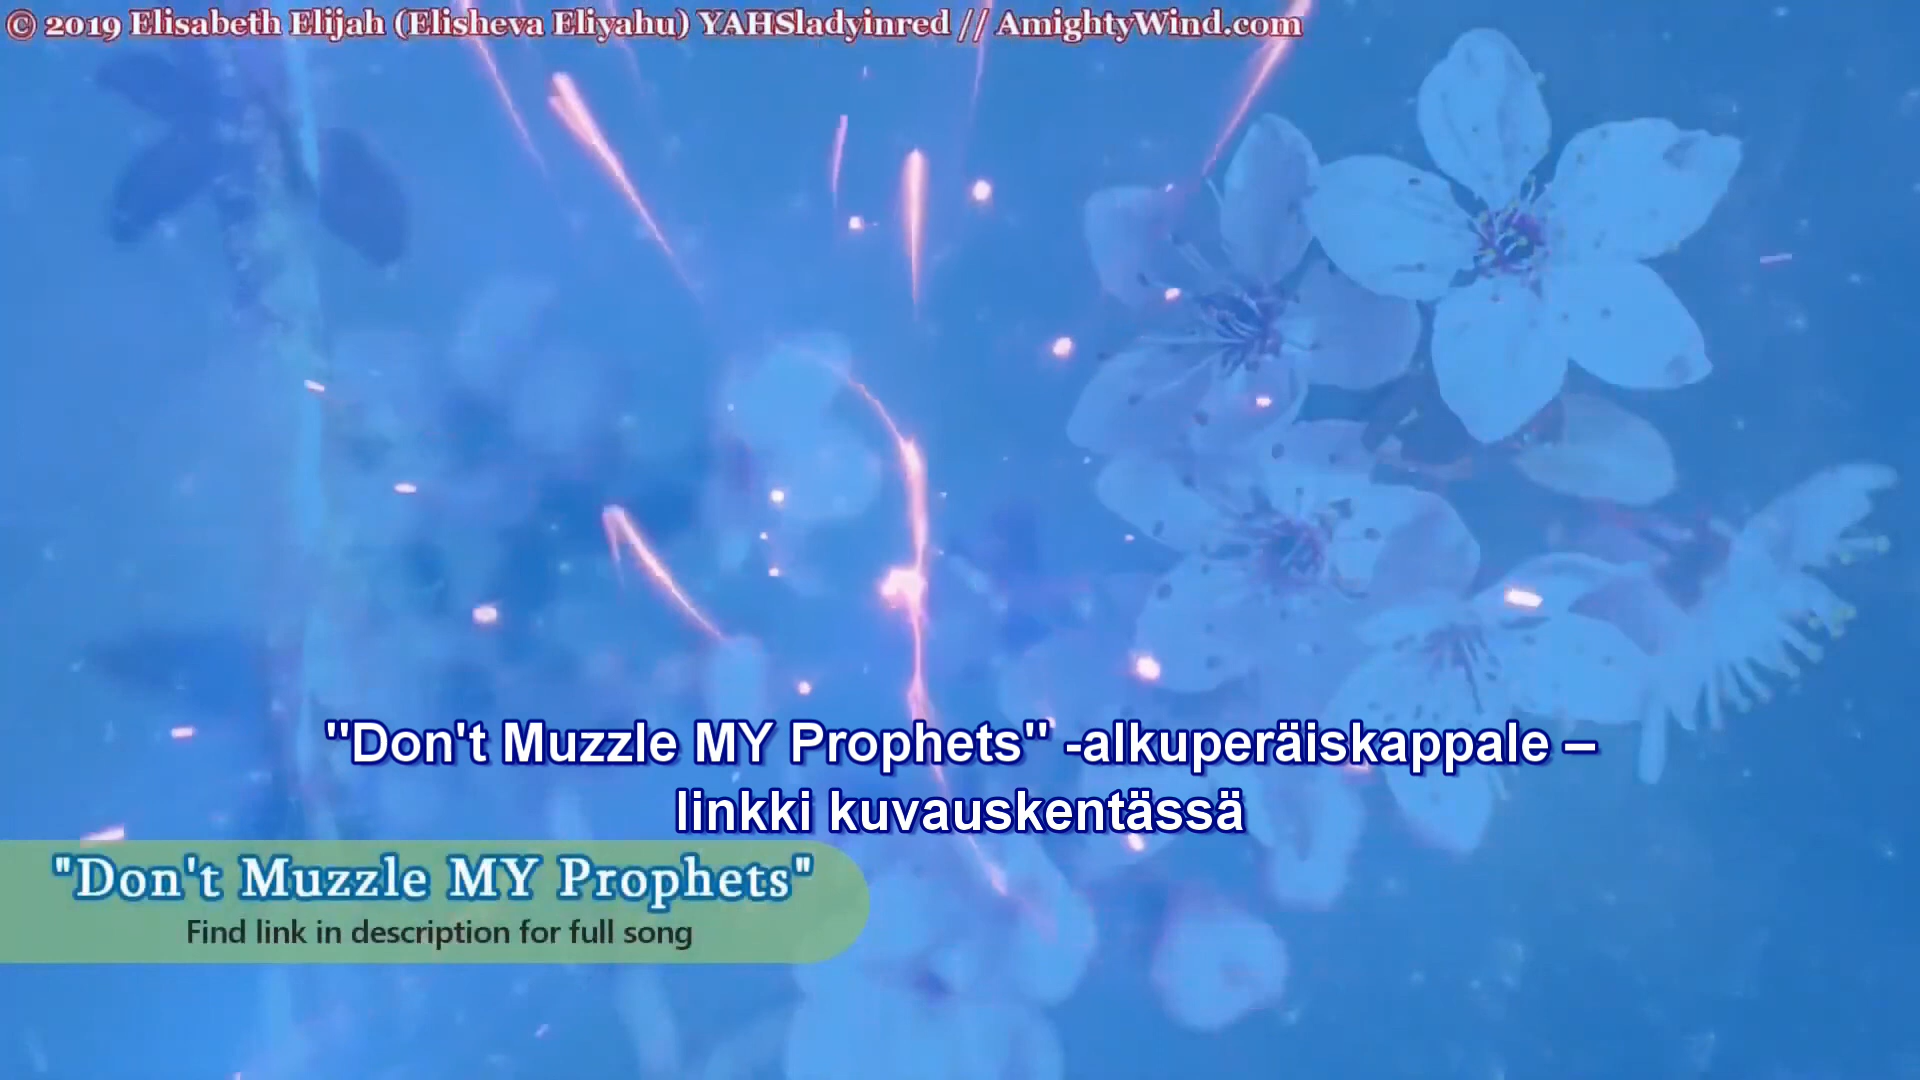 © 2019 Elisabeth Elijah (Elisheva Eliyahu) YAHSladyinred // AmightyWind.com
"Don't Muzzle MY Prophets" -alkuperäiskappale –
linkki kuvauskentässä
"Don't Muzzle MY Prophets"
Find link in description for full song